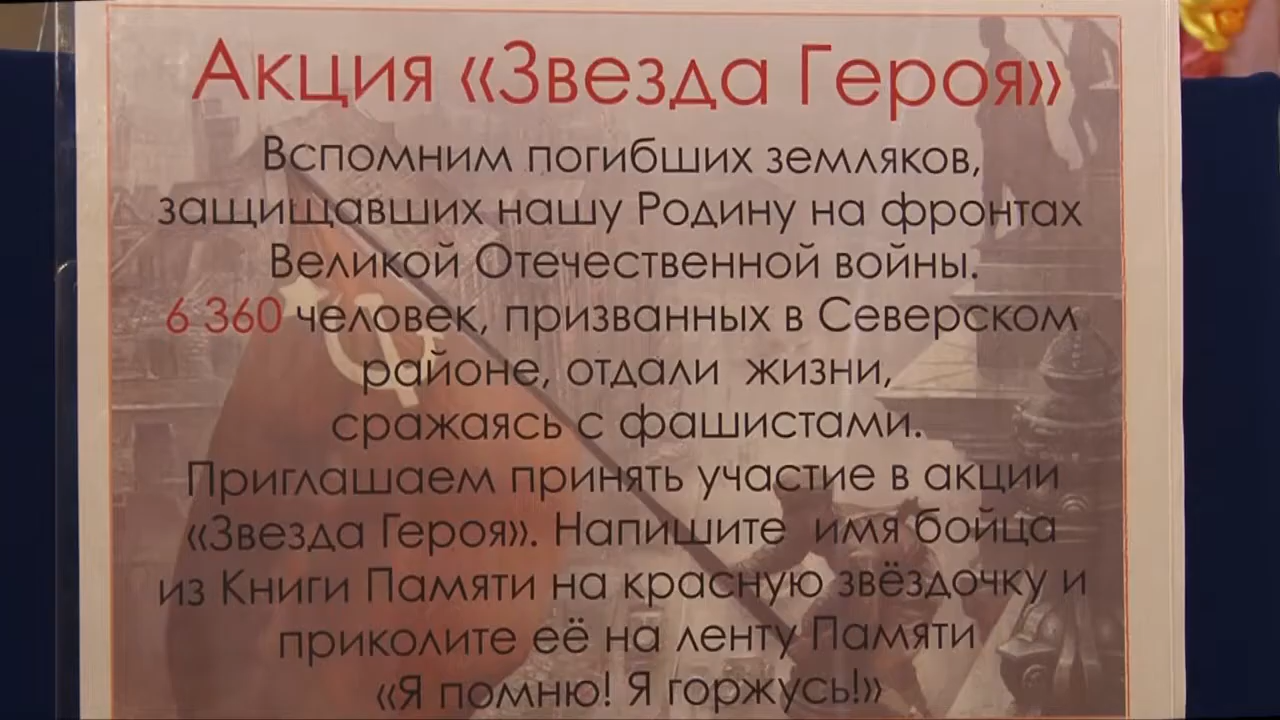 Акция «Звезда Героя»
Вспомним погибших земляков,
защищавших нашу Родину на фронтах
Великой Отечественной войны.
6 360 человек, призванных в Северском
районе, отдали жизни,
сражаясь с фашистами.
Приглашаем принять участие в акции
«Звезда Героя». Напишите имя бойца
из Книги Памяти на красную звёздочку и
приколите её на ленту Памяти
«Я помню! Я горжусь!»